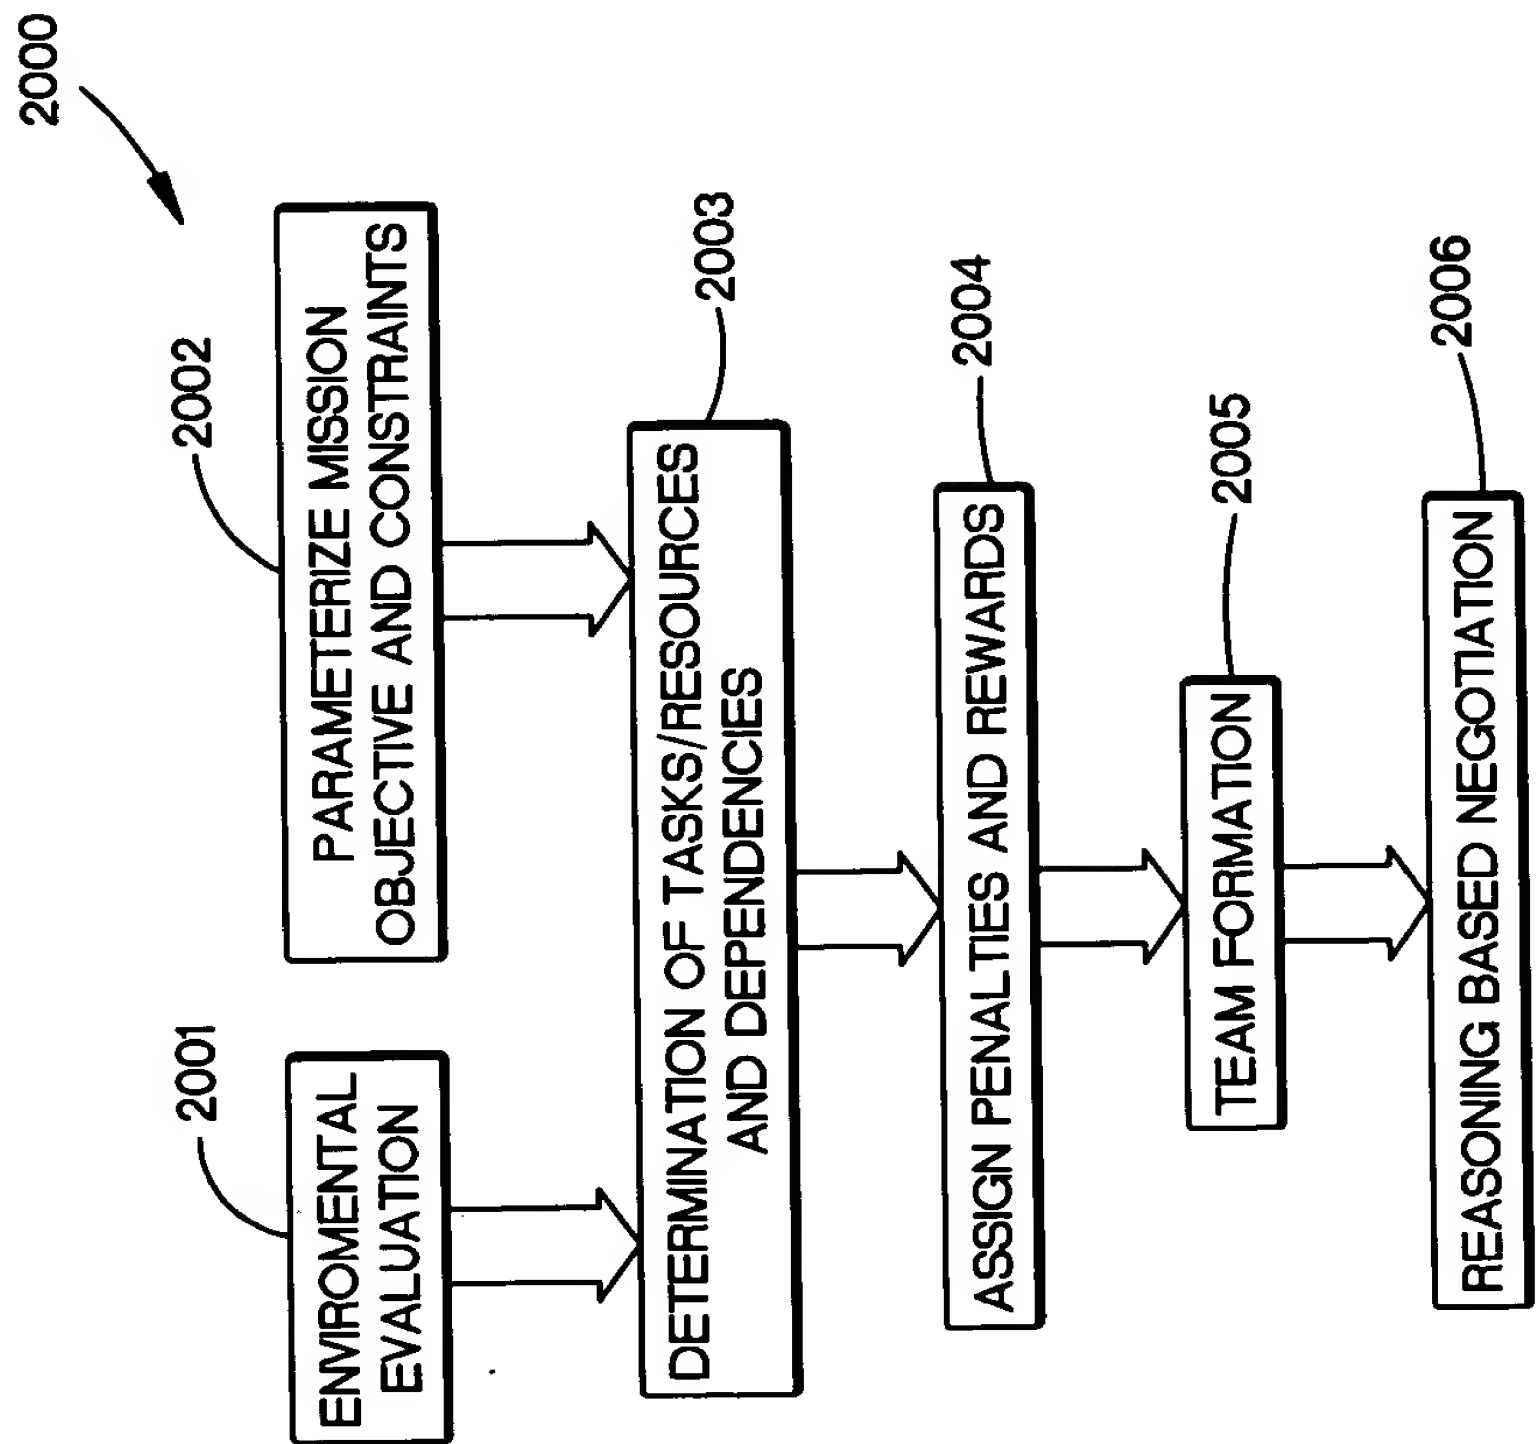 2000
2001
ENVIROMENTAL
EVALUATION
2002
PARAMETERIZE MISSION
OBJECTIVE AND CONSTRAINTS
2003
DETERMINATION OF TASKS/RESOURCES
AND DEPENDENCIES
2004
ASSIGN PENALTIES AND REWARDS
2005
TEAM FORMATION
2006
REASONING BASED NEGOTIATION